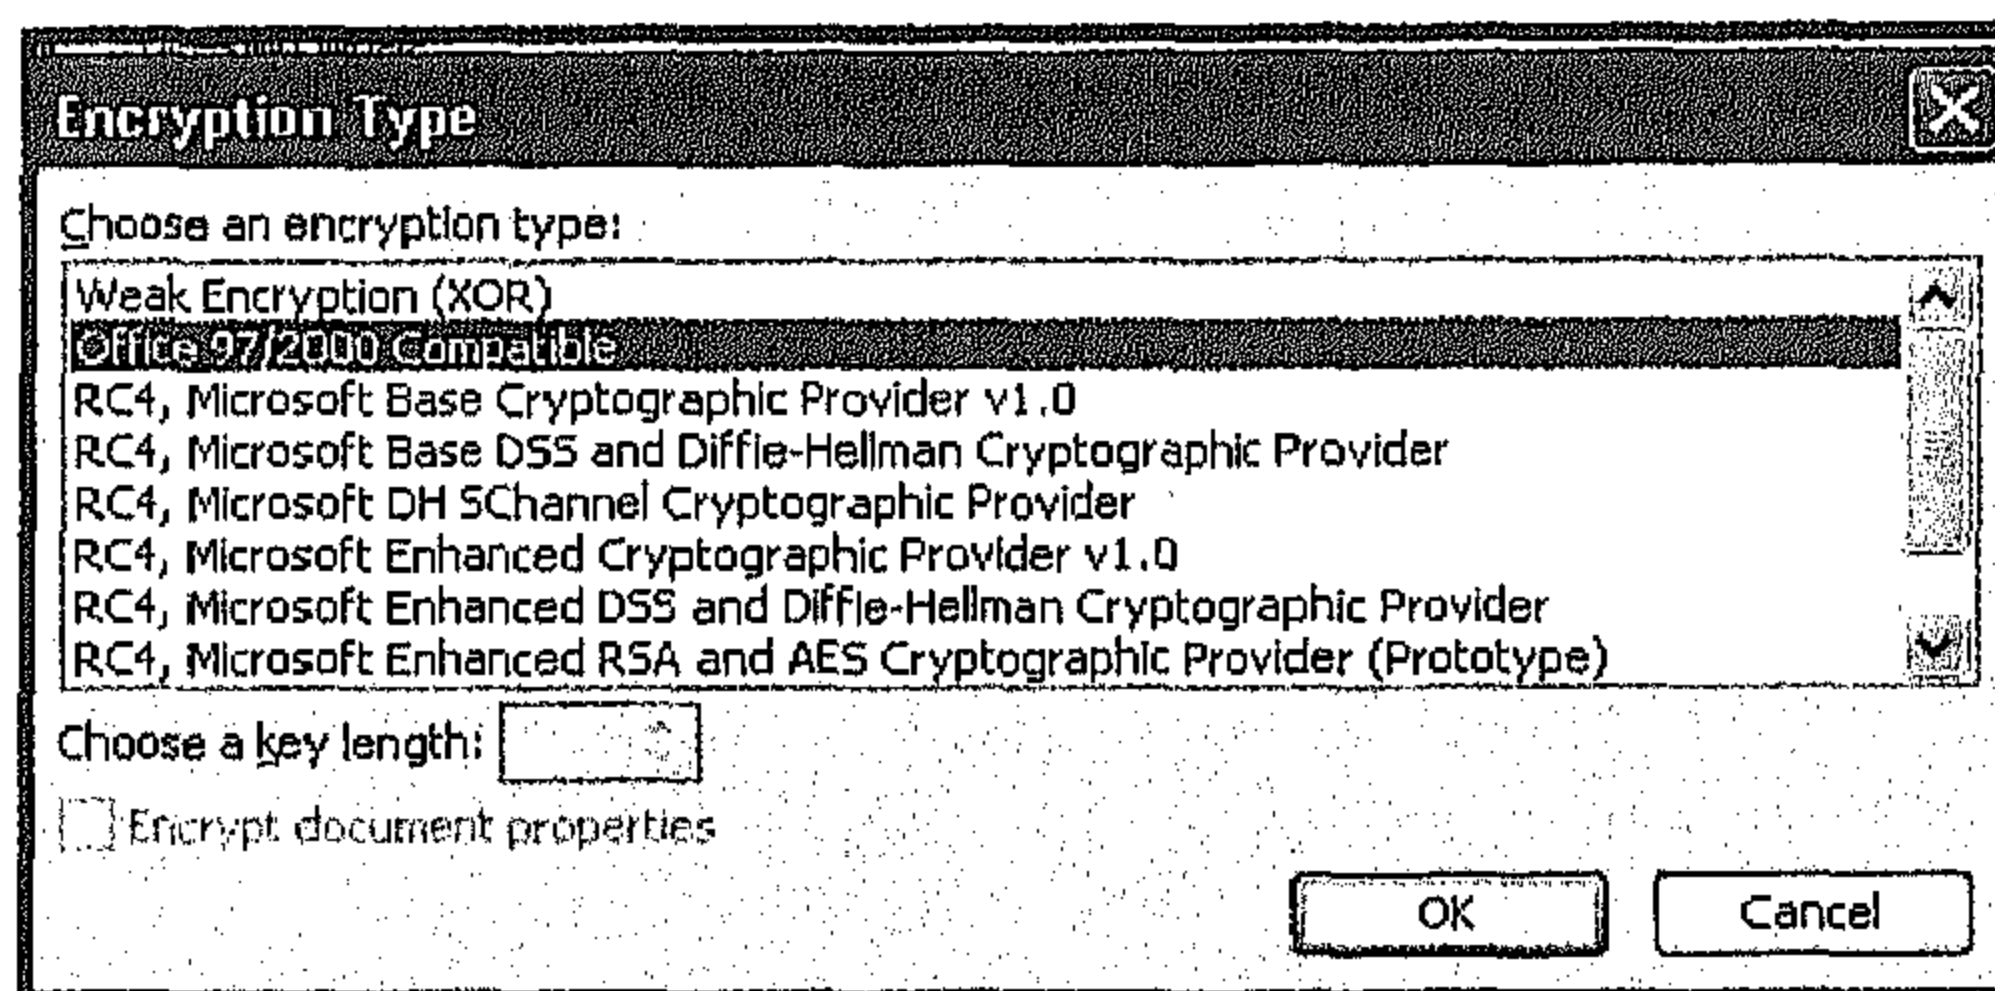 Encryption Type
Choose an encryption type:
Weak Encryption (XOR)
Office 97/2000 Compatible
RC4, Microsoft Base Cryptographic Provider v1.0
RC4, Microsoft Base DSS and Diffie-Hellman Cryptographic Provider
RC4, Microsoft DH SChannel Cryptographic Provider
RC4, Microsoft Enhanced Cryptographic Provider v1.0
RC4, Microsoft Enhanced DSS and Diffie-Hellman Cryptographic Provider
RC4, Microsoft Enhanced RSA and AES Cryptographic Provider (Prototype)
Choose a key length:
Encrypt document properties
OK Cancel